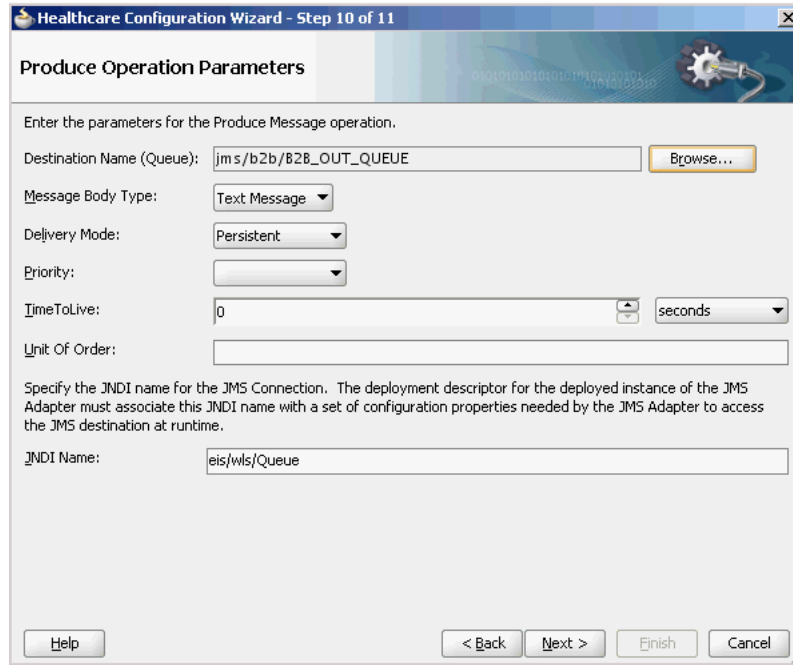 Healthcare Configuration Wizard - Step 10 of 11
Produce Operation Parameters
Enter the parameters for the Produce Message operation.
Destination Name (Queue): jms/b2b/B2B_OUT_QUEUE Browse...
Message Body Type: Text Message
Delivery Mode: Persistent
Priority:
TimeToLive: 0 seconds
Unit Of Order:
Specify the JNDI name for the JMS Connection. The deployment descriptor for the deployed instance of the JMS
Adapter must associate this JNDI name with a set of configuration properties needed by the JMS Adapter to access
the JMS destination at runtime.
JNDI Name: eis/wls/Queue
Help < Back Next > Finish Cancel